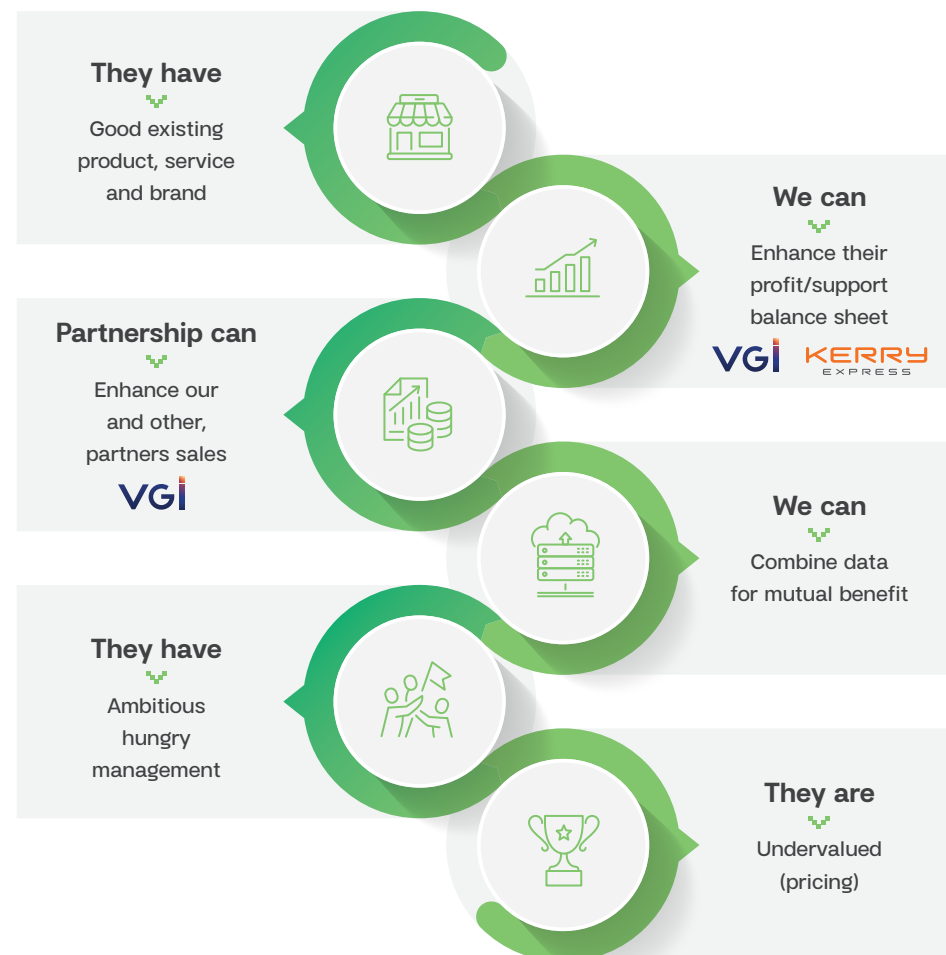 They have
Good existing
product, service
and brand
We can
Enhance their
profit/support
balance sheet
VGI KERRY
EXPRESS
Partnership can
Enhance our
and other,
partners sales
VGI
We can
Combine data
for mutual benefit
They have
Ambitious
hungry
management
They are
Undervalued
(pricing)